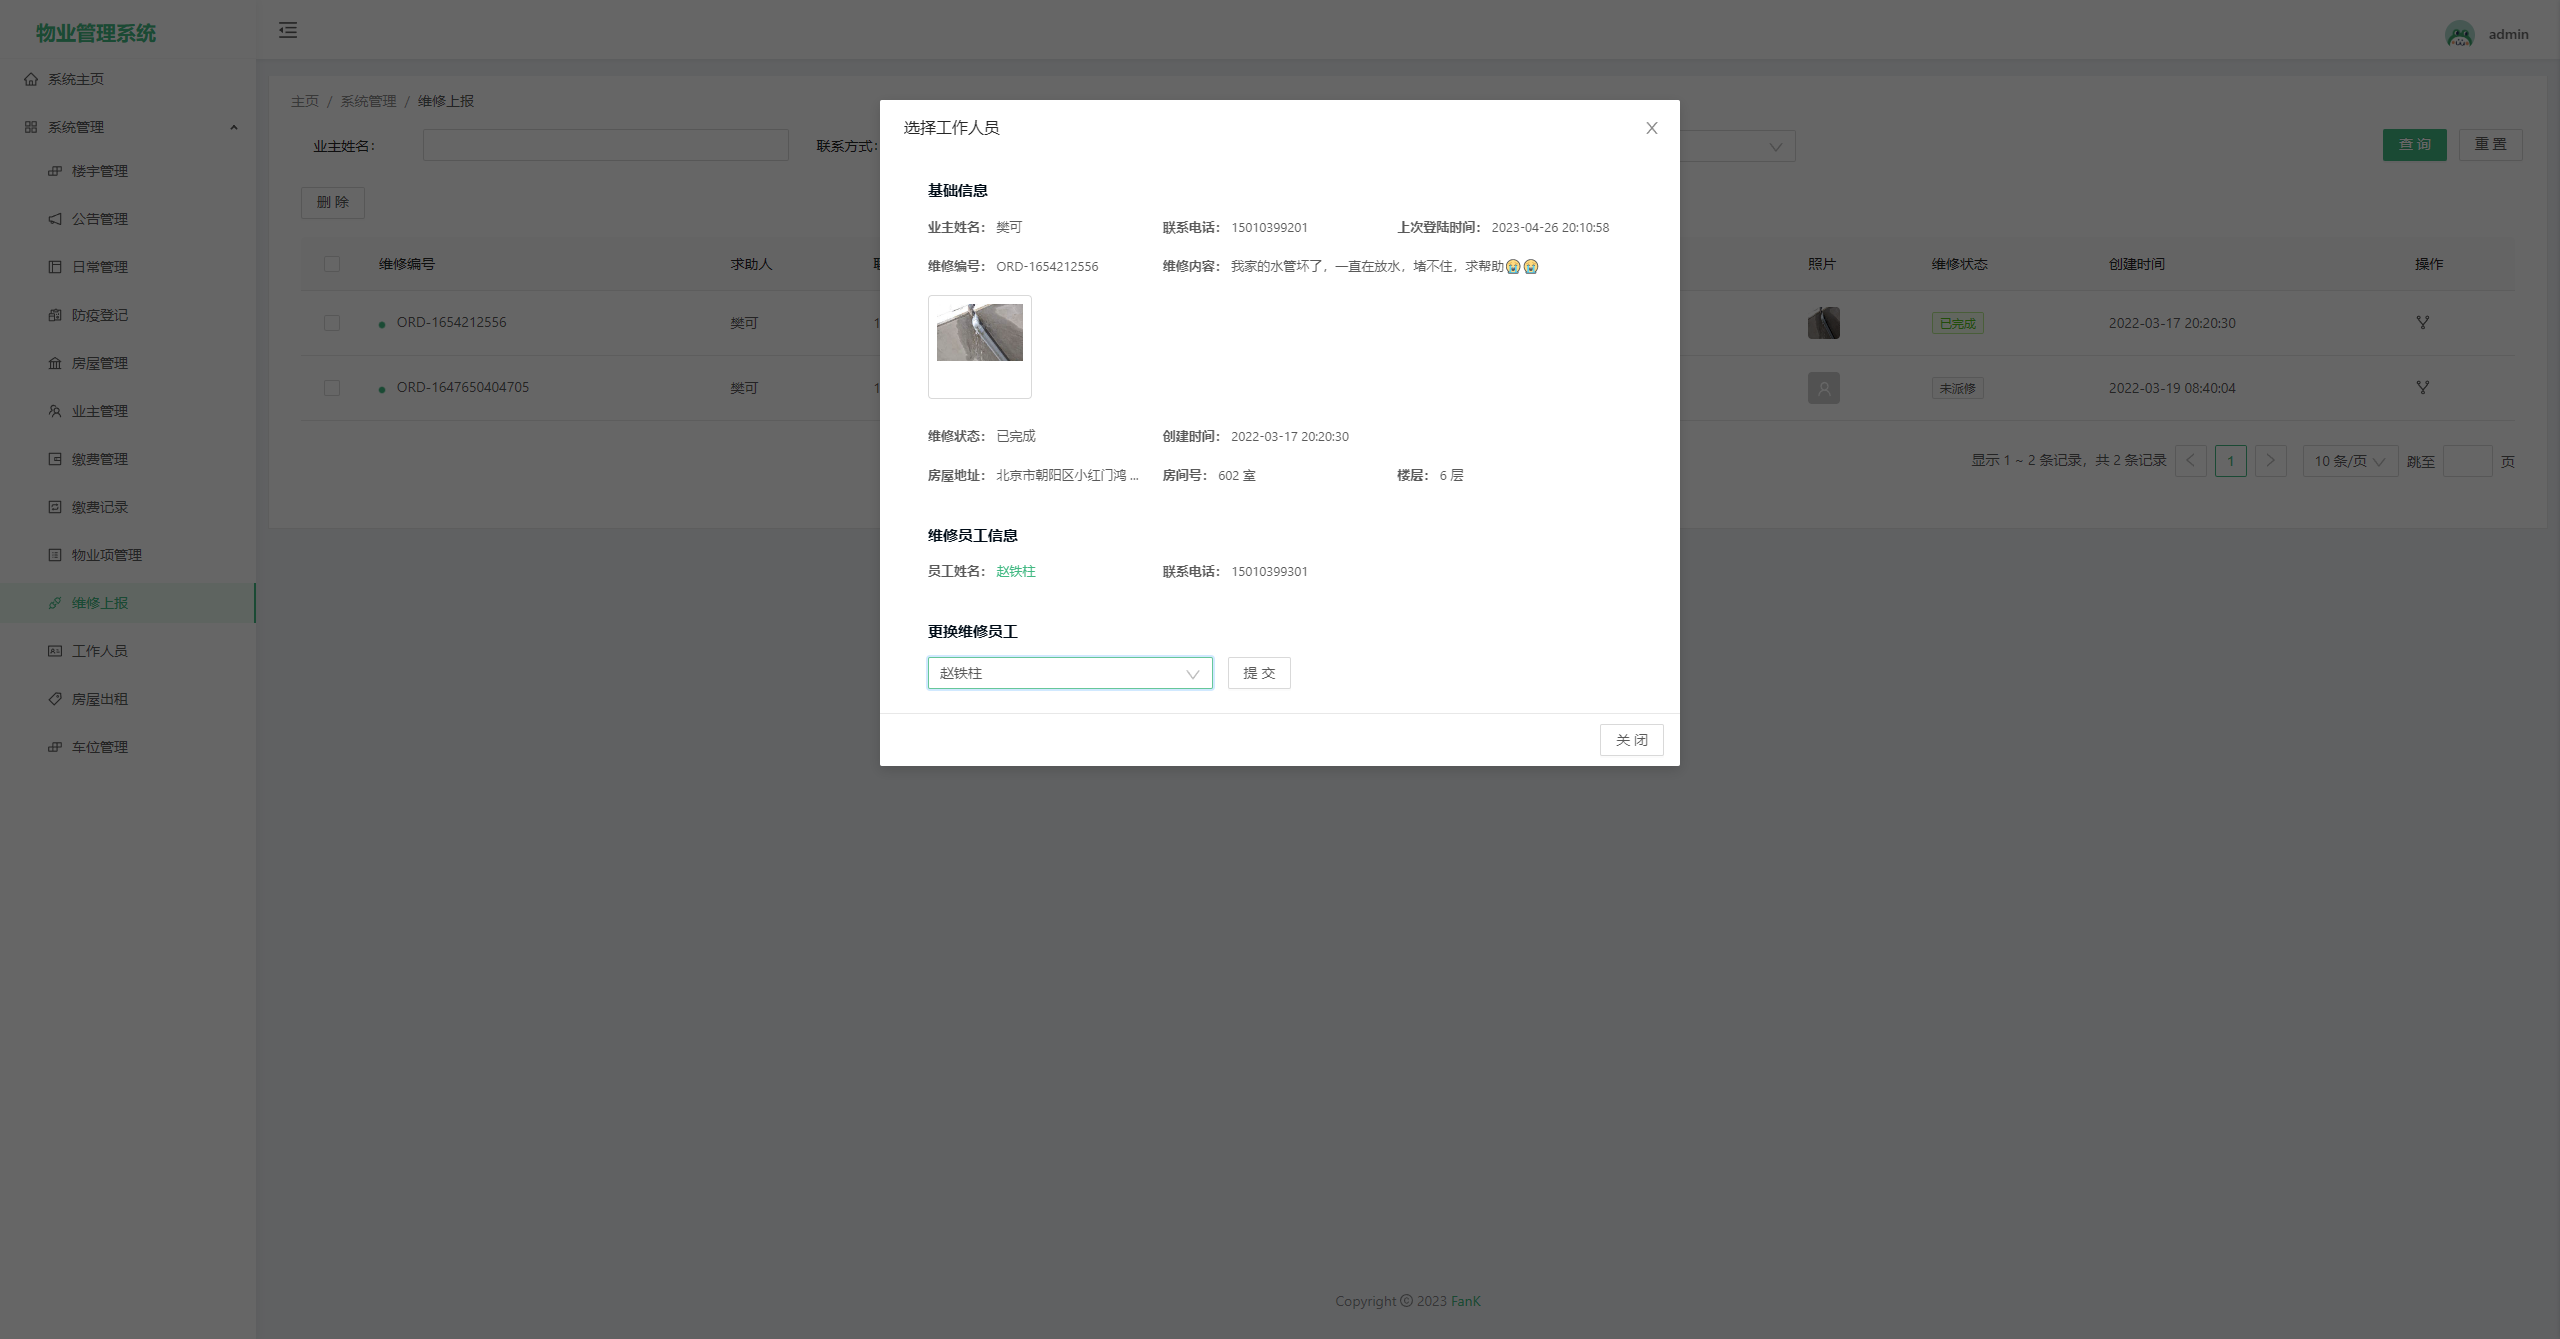 物业管理系统
admin
系统主页
系统管理
楼宇管理
公告管理
日常管理
防疫登记
房屋管理
业主管理
缴费管理
缴费记录
物业项管理
维修上报
工作人员
房屋出租
车位管理
主页 / 系统管理 / 维修上报
业主姓名：
联系方式：
查 询
重 置
删 除
维修编号 求助人 照片 维修状态 创建时间 操作
ORD-1654212556 樊可 1 已完成 2022-03-17 20:20:30
ORD-1647650404705 樊可 1 未派修 2022-03-19 08:40:04
显示 1 ~ 2 条记录，共 2 条记录 1 10 条/页 跳至 页
选择工作人员
基础信息
业主姓名： 樊可 联系电话： 15010399201 上次登陆时间： 2023-04-26 20:10:58
维修编号： ORD-1654212556 维修内容： 我家的水管坏了，一直在放水，堵不住，求帮助😭😭
维修状态： 已完成 创建时间： 2022-03-17 20:20:30
房屋地址： 北京市朝阳区小红门鸿 ... 房间号： 602 室 楼层： 6 层
维修员工信息
员工姓名： 赵铁柱 联系电话： 15010399301
更换维修员工
赵铁柱
提 交
关 闭
Copyright © 2023 FanK